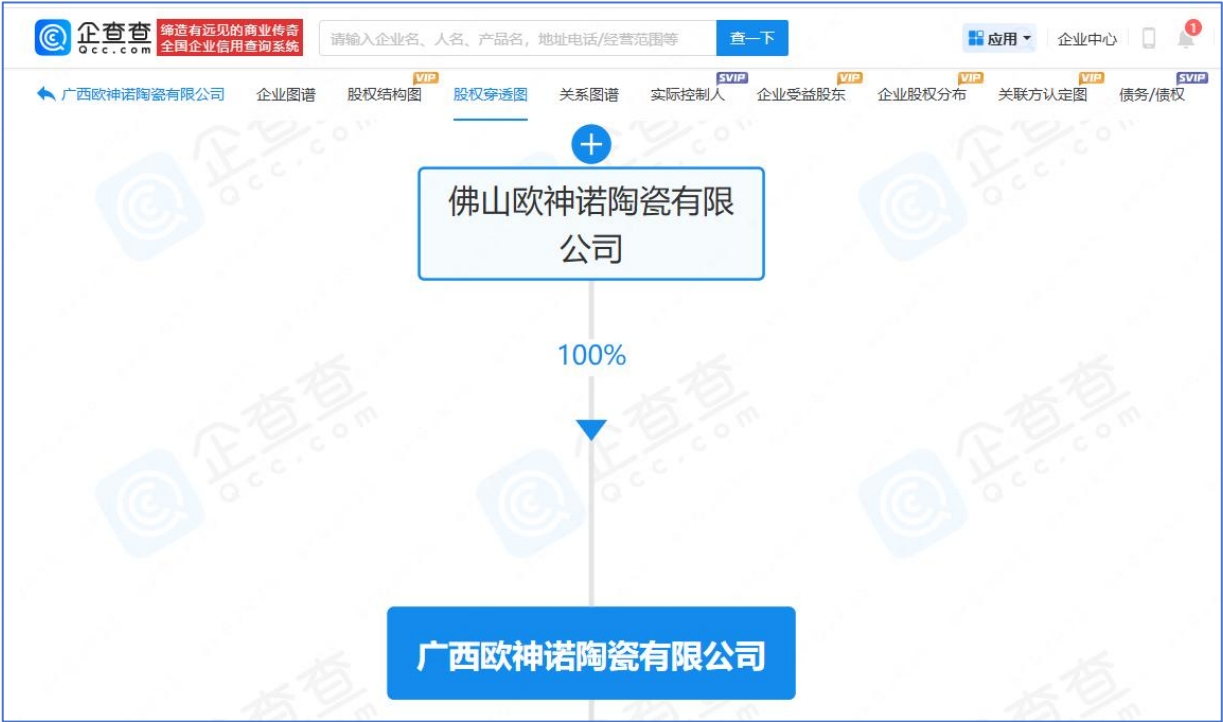 企查查
Qcc.com
缔造有远见的商业传奇
全国企业信用查询系统
请输入企业名、人名、产品名，地址电话/经营范围等
查一下
应用
企业中心
1
广西欧神诺陶瓷有限公司
企业图谱
VIP
股权结构图
股权穿透图
关系图谱
SVIP
实际控制人
VIP
企业受益股东
VIP
企业股权分布
VIP
关联方认定图
SVIP
债务/债权
佛山欧神诺陶瓷有限
公司
100%
广西欧神诺陶瓷有限公司